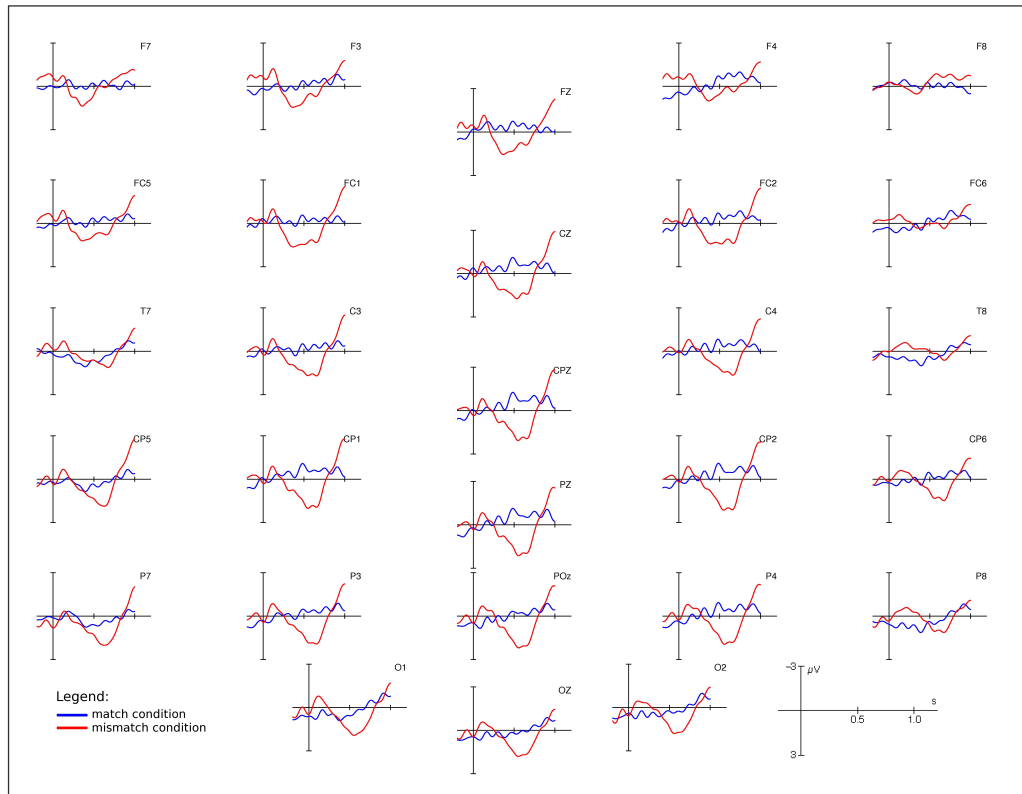 F7
F3
F4
F8
FZ
FC5
FC1
FC2
FC6
CZ
T7
C3
C4
T8
CPZ
CP5
CP1
CP2
CP6
PZ
P7
P3
POz
P4
P8
O1
O2
OZ
Legend:
match condition
mismatch condition
−3
μV
s
0.5 1.0
3